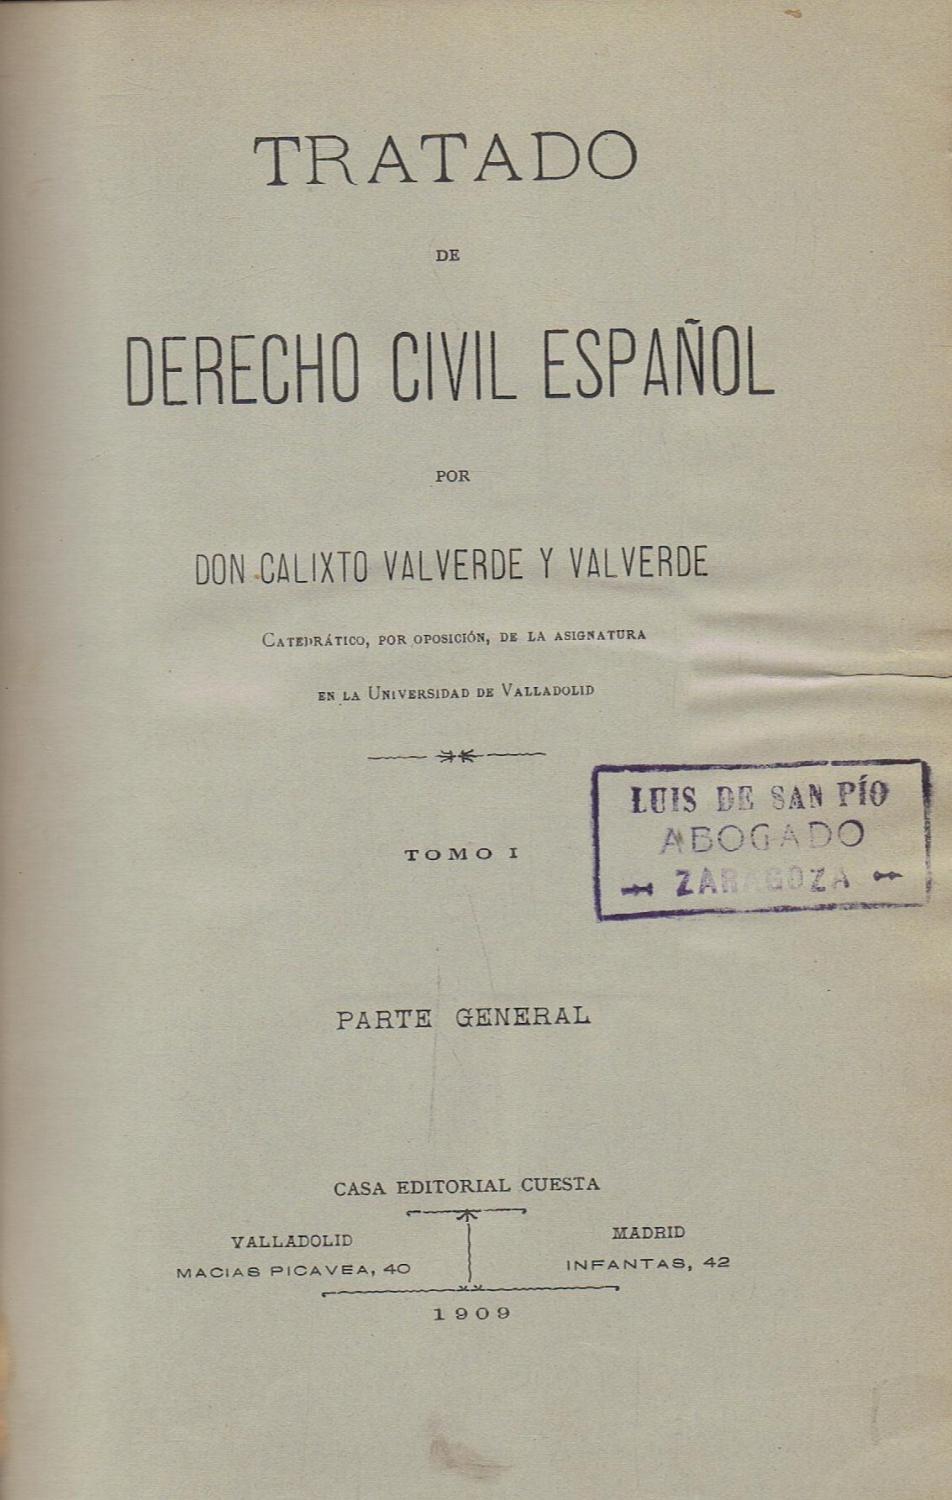 TRATADO
DE
DERECHO CIVIL ESPAÑOL
POR
DON CALIXTO VALVERDE Y VALVERDE
CATEDRÁTICO, POR OPOSICIÓN, DE LA ASIGNATURA
EN LA UNIVERSIDAD DE VALLADOLID
TOMO I
LUIS DE SAN PÍO
ABOGADO
ZARAGOZA
PARTE GENERAL
CASA EDITORIAL CUESTA
VALLADOLID
MACIAS PICAVEA, 40
MADRID
INFANTAS, 42
1909